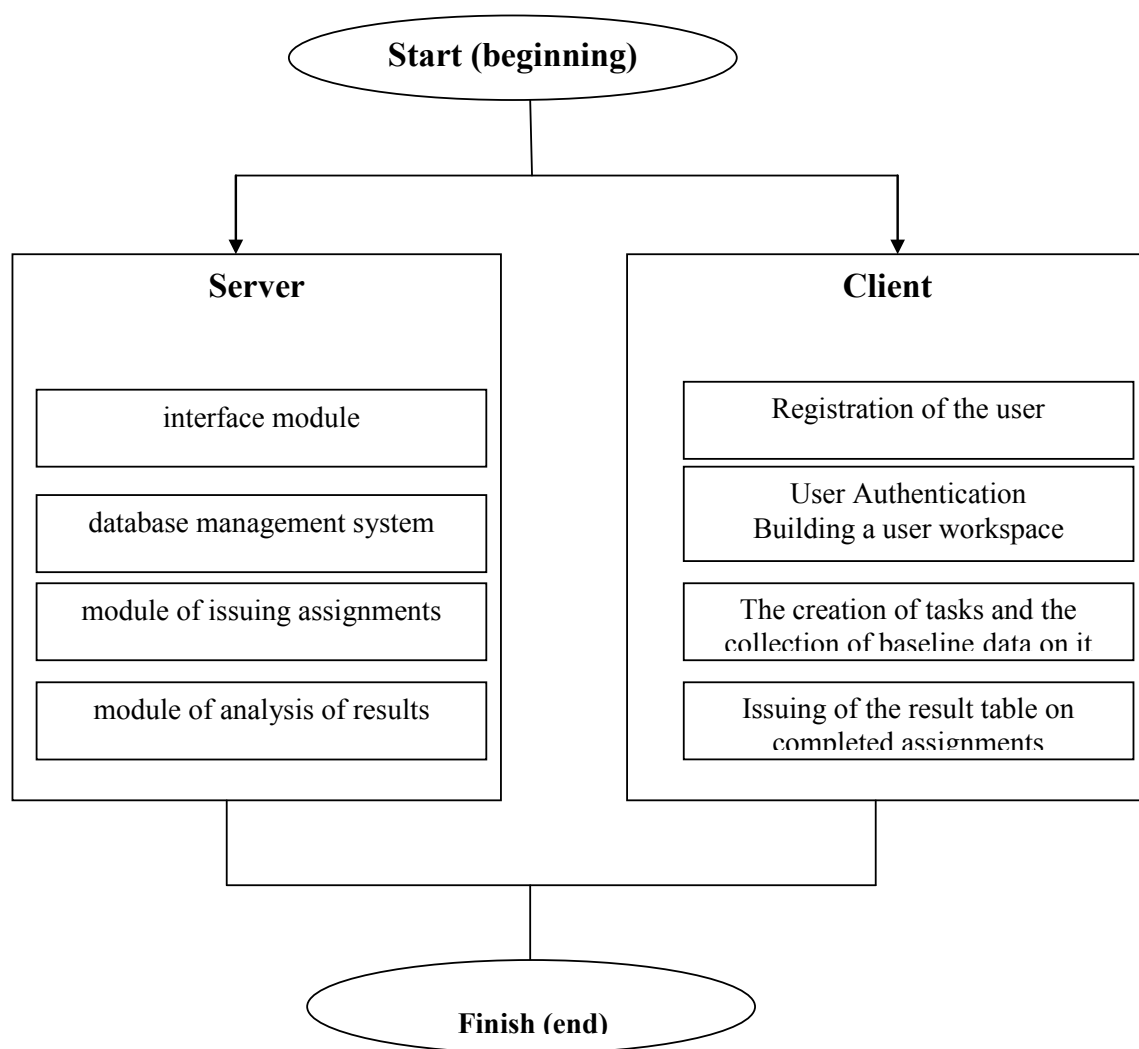 Start (beginning)
Server
interface module
database management system
module of issuing assignments
module of analysis of results
Client
Registration of the user
User Authentication
Building a user workspace
The creation of tasks and the
collection of baseline data on it
Issuing of the result table on
completed assignments
Finish (end)